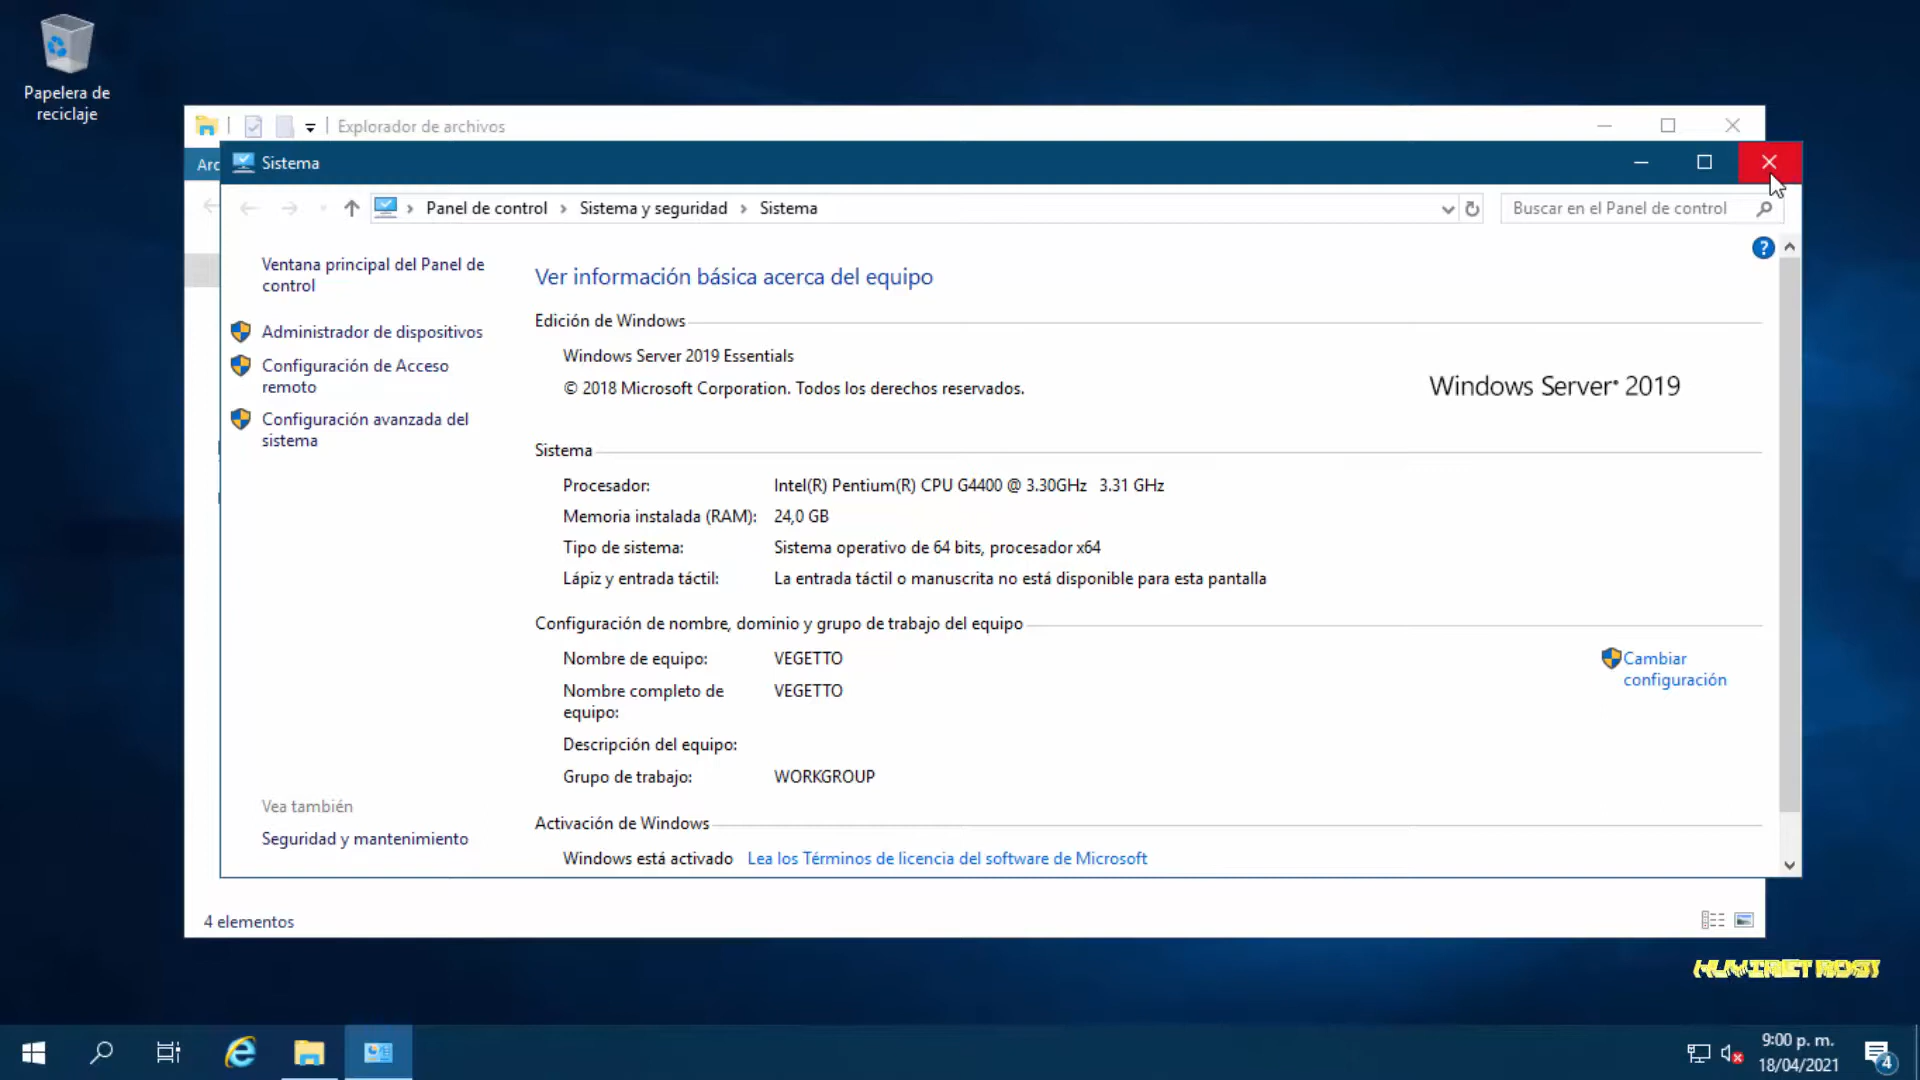 Papelera de
reciclaje
Explorador de archivos
Arc
Sistema
Panel de control > Sistema y seguridad > Sistema
Buscar en el Panel de control
Ventana principal del Panel de
control
Administrador de dispositivos
Configuración de Acceso
remoto
Configuración avanzada del
sistema
Vea también
Seguridad y mantenimiento
?
Ver información básica acerca del equipo
Edición de Windows
Windows Server 2019 Essentials
© 2018 Microsoft Corporation. Todos los derechos reservados.
Windows Server® 2019
Sistema
Procesador: Intel(R) Pentium(R) CPU G4400 @ 3.30GHz 3.31 GHz
Memoria instalada (RAM): 24,0 GB
Tipo de sistema: Sistema operativo de 64 bits, procesador x64
Lápiz y entrada táctil: La entrada táctil o manuscrita no está disponible para esta pantalla
Configuración de nombre, dominio y grupo de trabajo del equipo
Nombre de equipo: VEGETTO
Cambiar
configuración
Nombre completo de
equipo: VEGETTO
Descripción del equipo:
Grupo de trabajo: WORKGROUP
Activación de Windows
Windows está activado Lea los Términos de licencia del software de Microsoft
4 elementos
9:00 p. m.
18/04/2021
4